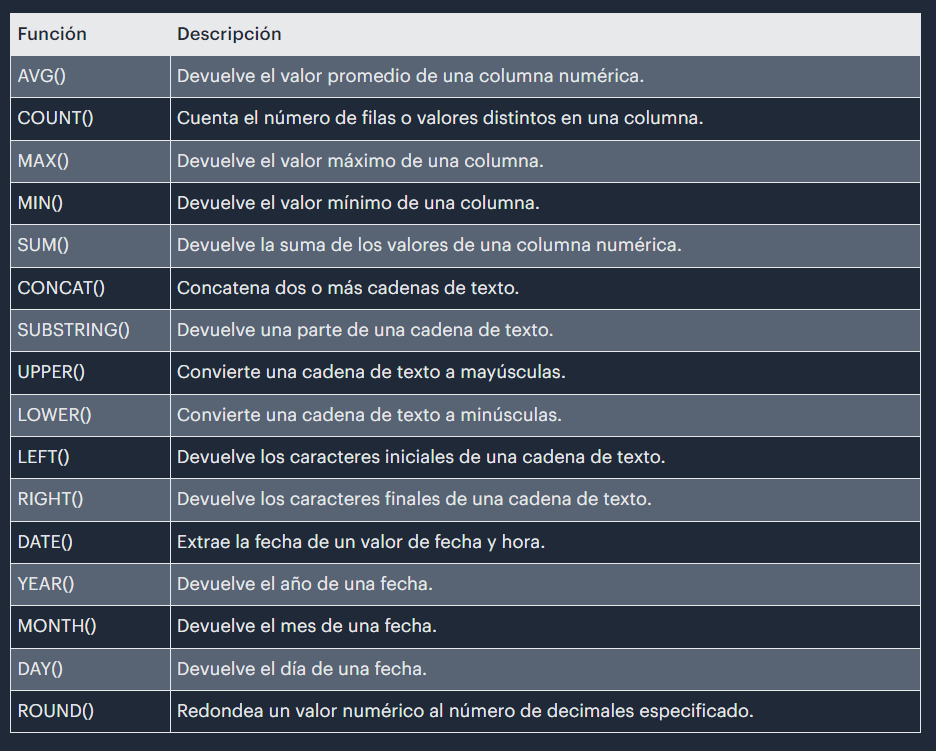 Función Descripción
AVG() Devuelve el valor promedio de una columna numérica.
COUNT() Cuenta el número de filas o valores distintos en una columna.
MAX() Devuelve el valor máximo de una columna.
MIN() Devuelve el valor mínimo de una columna.
SUM() Devuelve la suma de los valores de una columna numérica.
CONCAT() Concatena dos o más cadenas de texto.
SUBSTRING() Devuelve una parte de una cadena de texto.
UPPER() Convierte una cadena de texto a mayúsculas.
LOWER() Convierte una cadena de texto a minúsculas.
LEFT() Devuelve los caracteres iniciales de una cadena de texto.
RIGHT() Devuelve los caracteres finales de una cadena de texto.
DATE() Extrae la fecha de un valor de fecha y hora.
YEAR() Devuelve el año de una fecha.
MONTH() Devuelve el mes de una fecha.
DAY() Devuelve el día de una fecha.
ROUND() Redondea un valor numérico al número de decimales especificado.